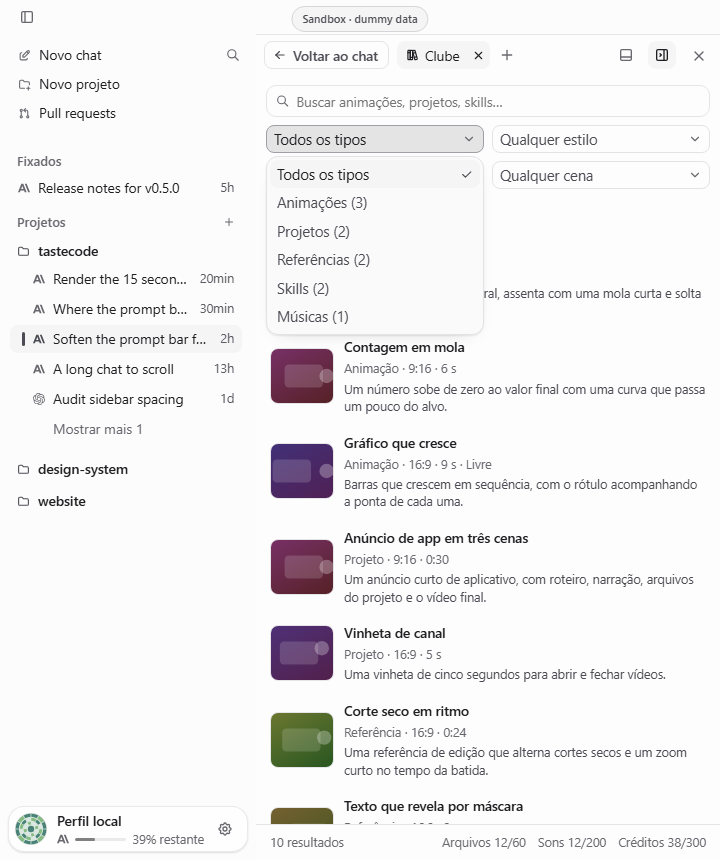 Sandbox · dummy data
Novo chat
Novo projeto
Pull requests
Fixados
Release notes for v0.5.0 5h
Projetos
tastecode
Render the 15 secon... 20min
Where the prompt b... 30min
Soften the prompt bar f... 2h
A long chat to scroll 13h
Audit sidebar spacing 1d
Mostrar mais 1
design-system
website
Perfil local
39% restante
Voltar ao chat
Clube
Buscar animações, projetos, skills...
Todos os tipos
Qualquer estilo
Qualquer cena
Todos os tipos
Animações (3)
Projetos (2)
Referências (2)
Skills (2)
Músicas (1)
ral, assenta com uma mola curta e solta
Contagem em mola
Animação · 9:16 · 6 s
Um número sobe de zero ao valor final com uma curva que passa
um pouco do alvo.
Gráfico que cresce
Animação · 16:9 · 9 s · Livre
Barras que crescem em sequência, com o rótulo acompanhando
a ponta de cada uma.
Anúncio de app em três cenas
Projeto · 9:16 · 0:30
Um anúncio curto de aplicativo, com roteiro, narração, arquivos
do projeto e o vídeo final.
Vinheta de canal
Projeto · 16:9 · 5 s
Uma vinheta de cinco segundos para abrir e fechar vídeos.
Corte seco em ritmo
Referência · 16:9 · 0:24
Uma referência de edição que alterna cortes secos e um zoom
curto no tempo da batida.
Texto que revela por máscara
10 resultados
Arquivos 12/60 Sons 12/200 Créditos 38/300